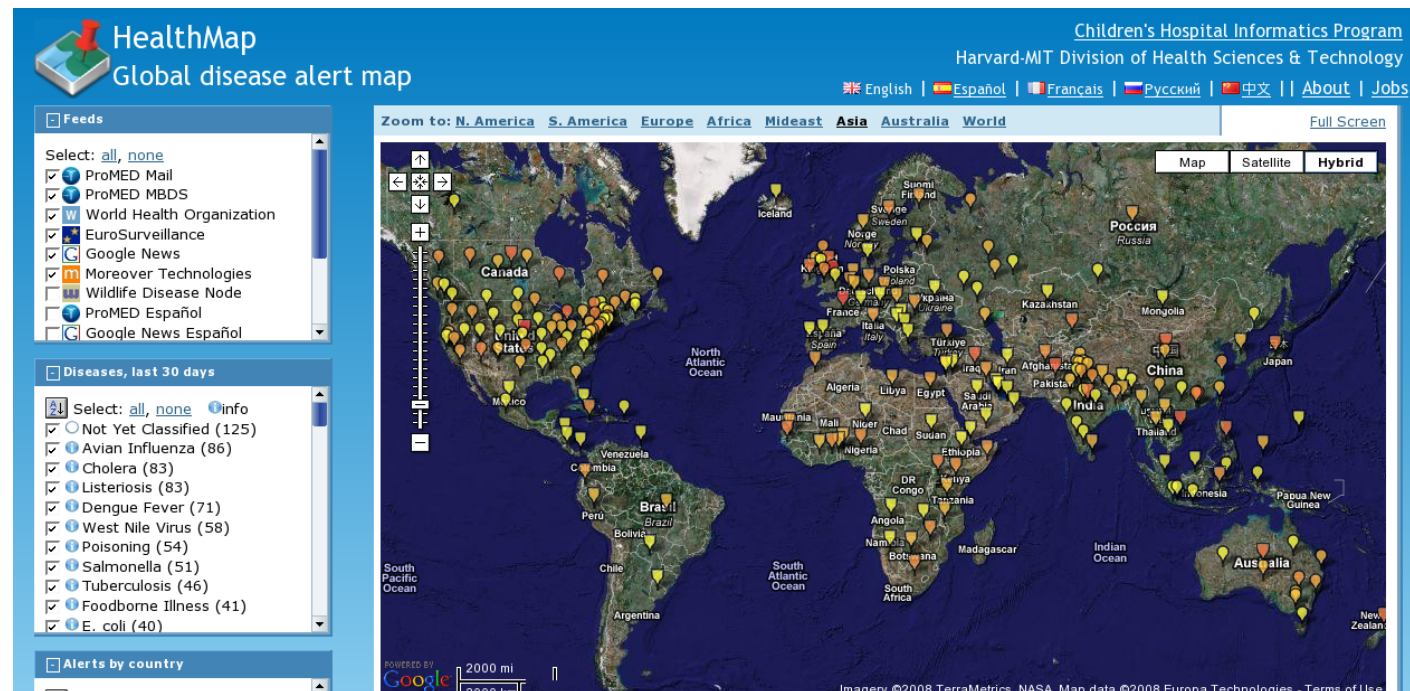 HealthMap
Global disease alert map
Children's Hospital Informatics Program
Harvard-MIT Division of Health Sciences & Technology
English | Español | Français | Русский | 中文 || About | Jobs
Feeds
Select: all, none
ProMED Mail
ProMED MBDS
World Health Organization
EuroSurveillance
Google News
Moreover Technologies
Wildlife Disease Node
ProMED Español
Google News Español
Diseases, last 30 days
Select: all, none info
Not Yet Classified (125)
Avian Influenza (86)
Cholera (83)
Listeriosis (83)
Dengue Fever (71)
West Nile Virus (58)
Poisoning (54)
Salmonella (51)
Tuberculosis (46)
Foodborne Illness (41)
E. coli (40)
Alerts by country
Zoom to: N. America S. America Europe Africa Mideast Asia Australia World
Full Screen
Map Satellite Hybrid
Iceland
Suomi
Sweden
Norge
Россия
Russia
Canada
Polska
Україна
Ukraine
Kazakhstan
Mongolia
France
Italia
Italy
Spain
Türkiye
North
Atlantic
Ocean
Japan
China
Pakistan
India
Algeria
Libya
Egypt
Saudi
Arabia
Iraq
Iran
Mali
Niger
Chad
Sudan
Nigeria
Ethiopia
Thailand
Venezuela
Colombia
DR
Congo
Kenya
Tanzania
Papua New
Guinea
Perú
Brasil
Brazil
Bolivia
Angola
Madagascar
Indian
Ocean
Australia
Chile
South
Pacific
Ocean
South
Atlantic
Ocean
South
Africa
Argentina
New
Zealan
POWERED BY
Google
2000 mi
2000 km
Imagery ©2008 TerraMetrics, NASA, Map data ©2008 Europa Technologies - Terms of Use